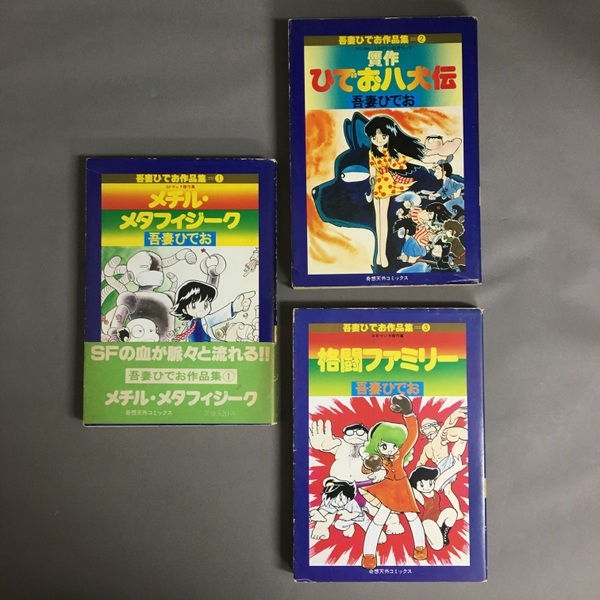 吾妻ひでお作品集 2
贋作
ひでお八犬伝
吾妻ひでお
奇想天外コミックス
吾妻ひでお作品集 1
メチル・
メタフィジーク
吾妻ひでお
SFの血が脈々と流れる!!
吾妻ひでお作品集 1
メチル・メタフィジーク
奇想天外コミックス
吾妻ひでお作品集 3
格闘ファミリー
吾妻ひでお
奇想天外コミックス